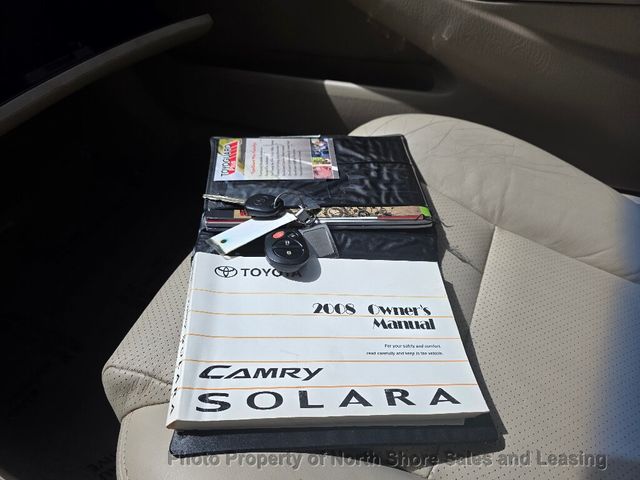 TOYOGUARD
TOYOTA
2008 Owner's
Manual
For your safety and comfort,
read carefully and keep in the vehicle.
CAMRY
SOLARA
Photo Property of North Shore Sales and Leasing